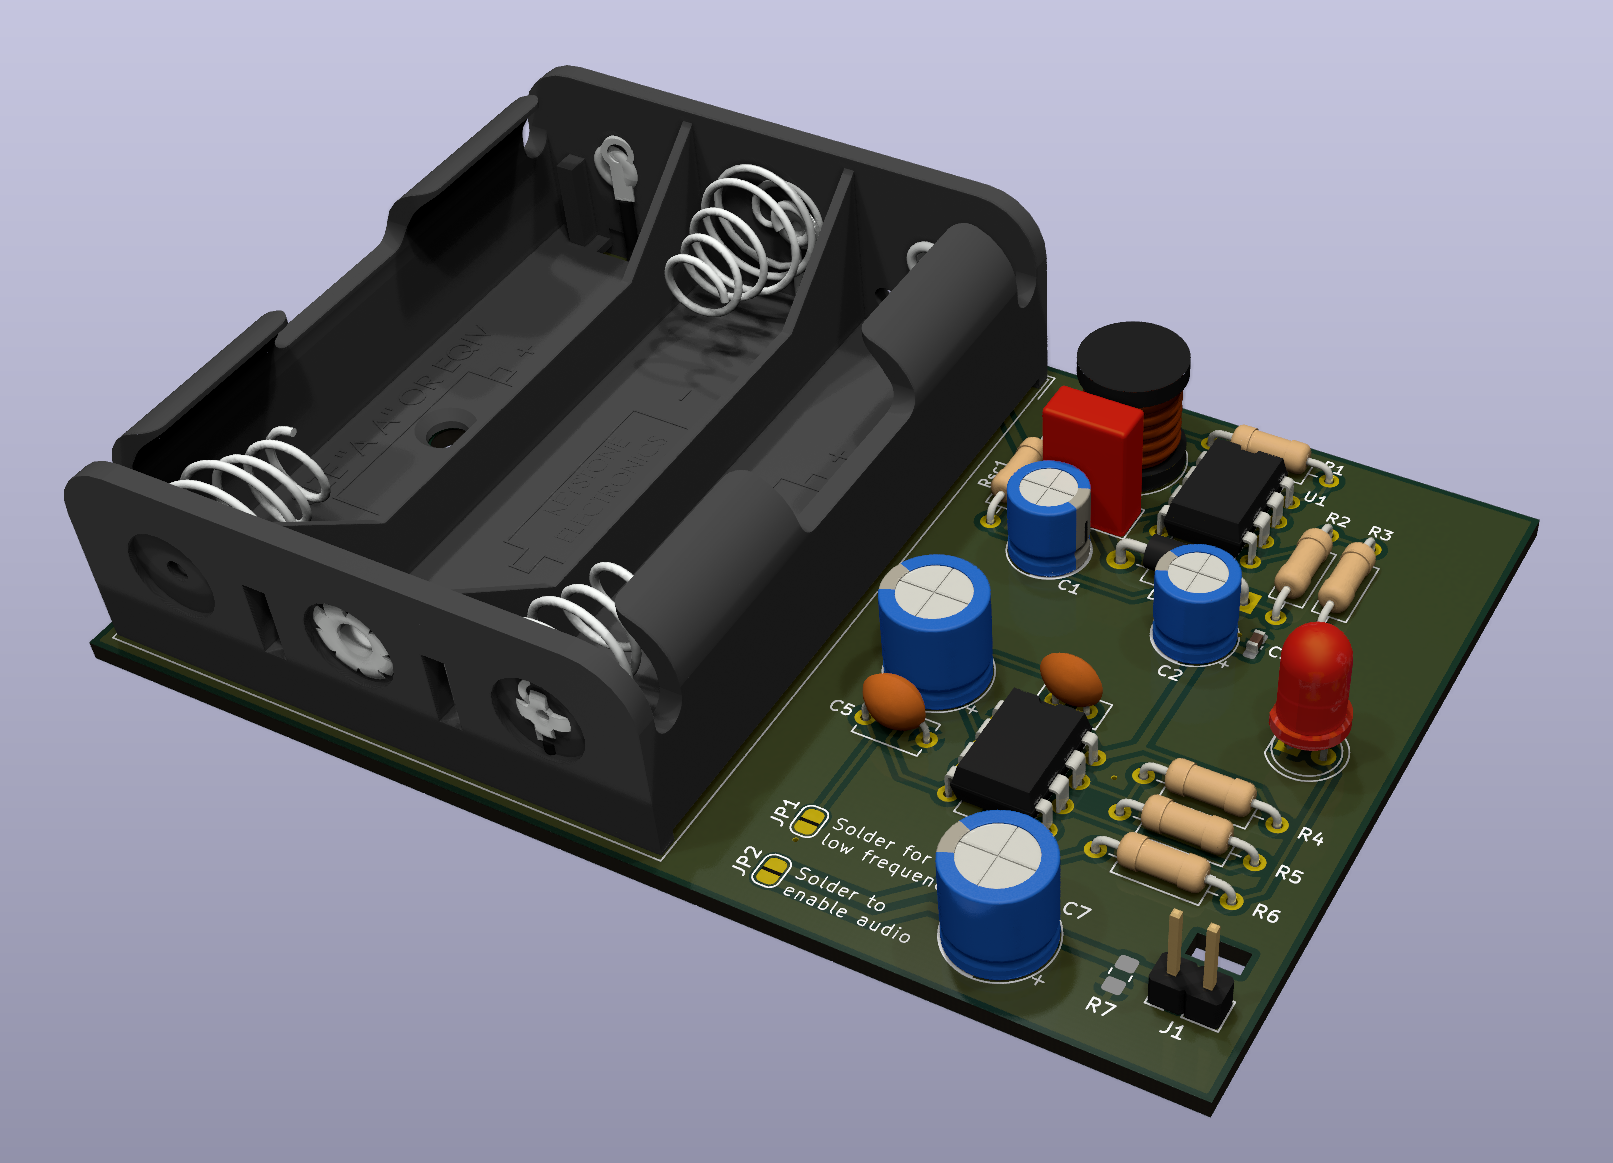 "AA" OR EQIV
+
-
KEYSTONE
ELECTRONICS
+
Rsc1
R1
U1
R2
R3
C1
C2
+
C5
+
JP1
Solder for
low frequenc
JP2
Solder to
enable audio
C7
+
R4
R5
R6
R7
J1